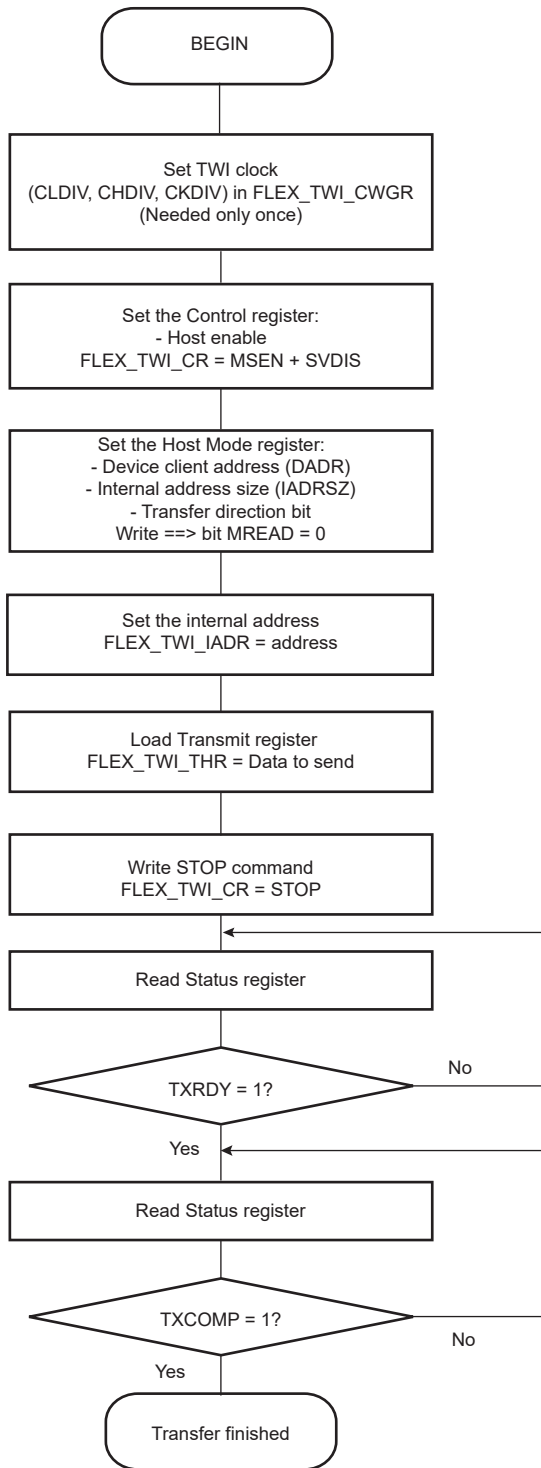 BEGIN
Set TWI clock
(CLDIV, CHDIV, CKDIV) in FLEX_TWI_CWGR
(Needed only once)
Set the Control register:
- Host enable
FLEX_TWI_CR = MSEN + SVDIS
Set the Host Mode register:
- Device client address (DADR)
- Internal address size (IADRSZ)
- Transfer direction bit
Write ==> bit MREAD = 0
Set the internal address
FLEX_TWI_IADR = address
Load Transmit register
FLEX_TWI_THR = Data to send
Write STOP command
FLEX_TWI_CR = STOP
Read Status register
TXRDY = 1?
No
Yes
Read Status register
TXCOMP = 1?
No
Yes
Transfer finished